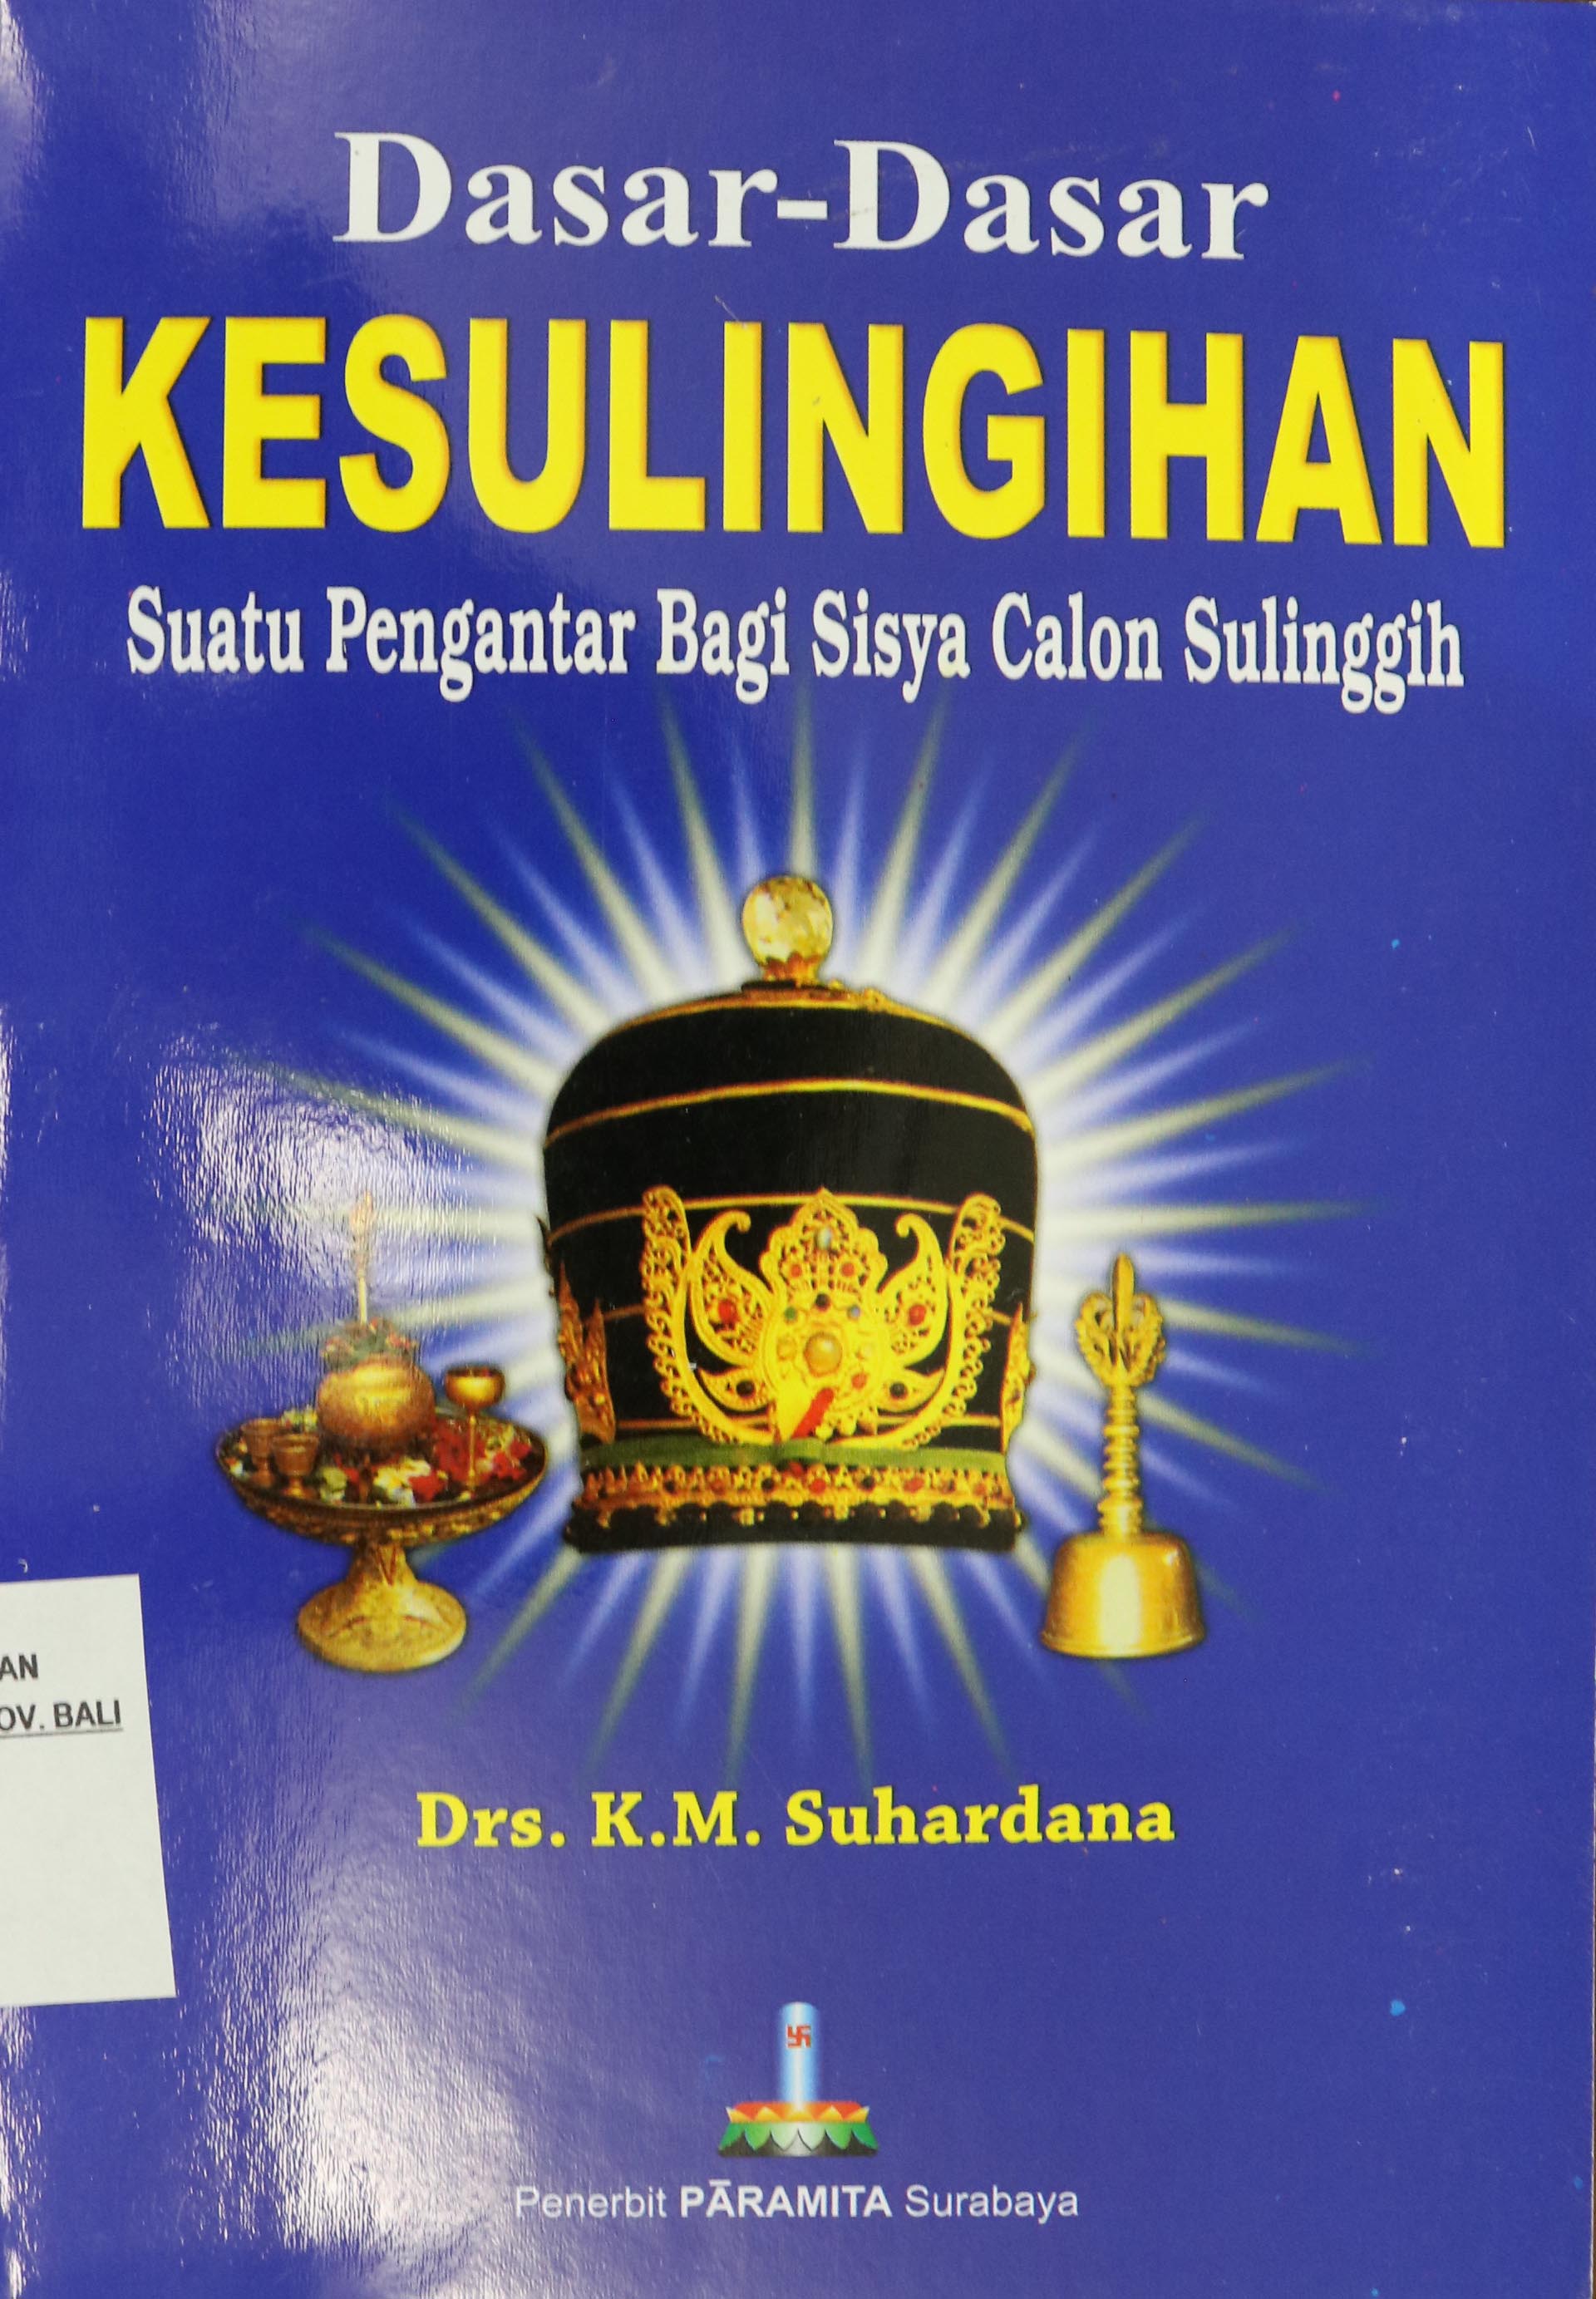 Dasar-Dasar
KESULINGIHAN
Suatu Pengantar Bagi Sisya Calon Sulinggih
AN
OV. BALI
Drs. K.M. Suhardana
Penerbit PĀRAMITA Surabaya